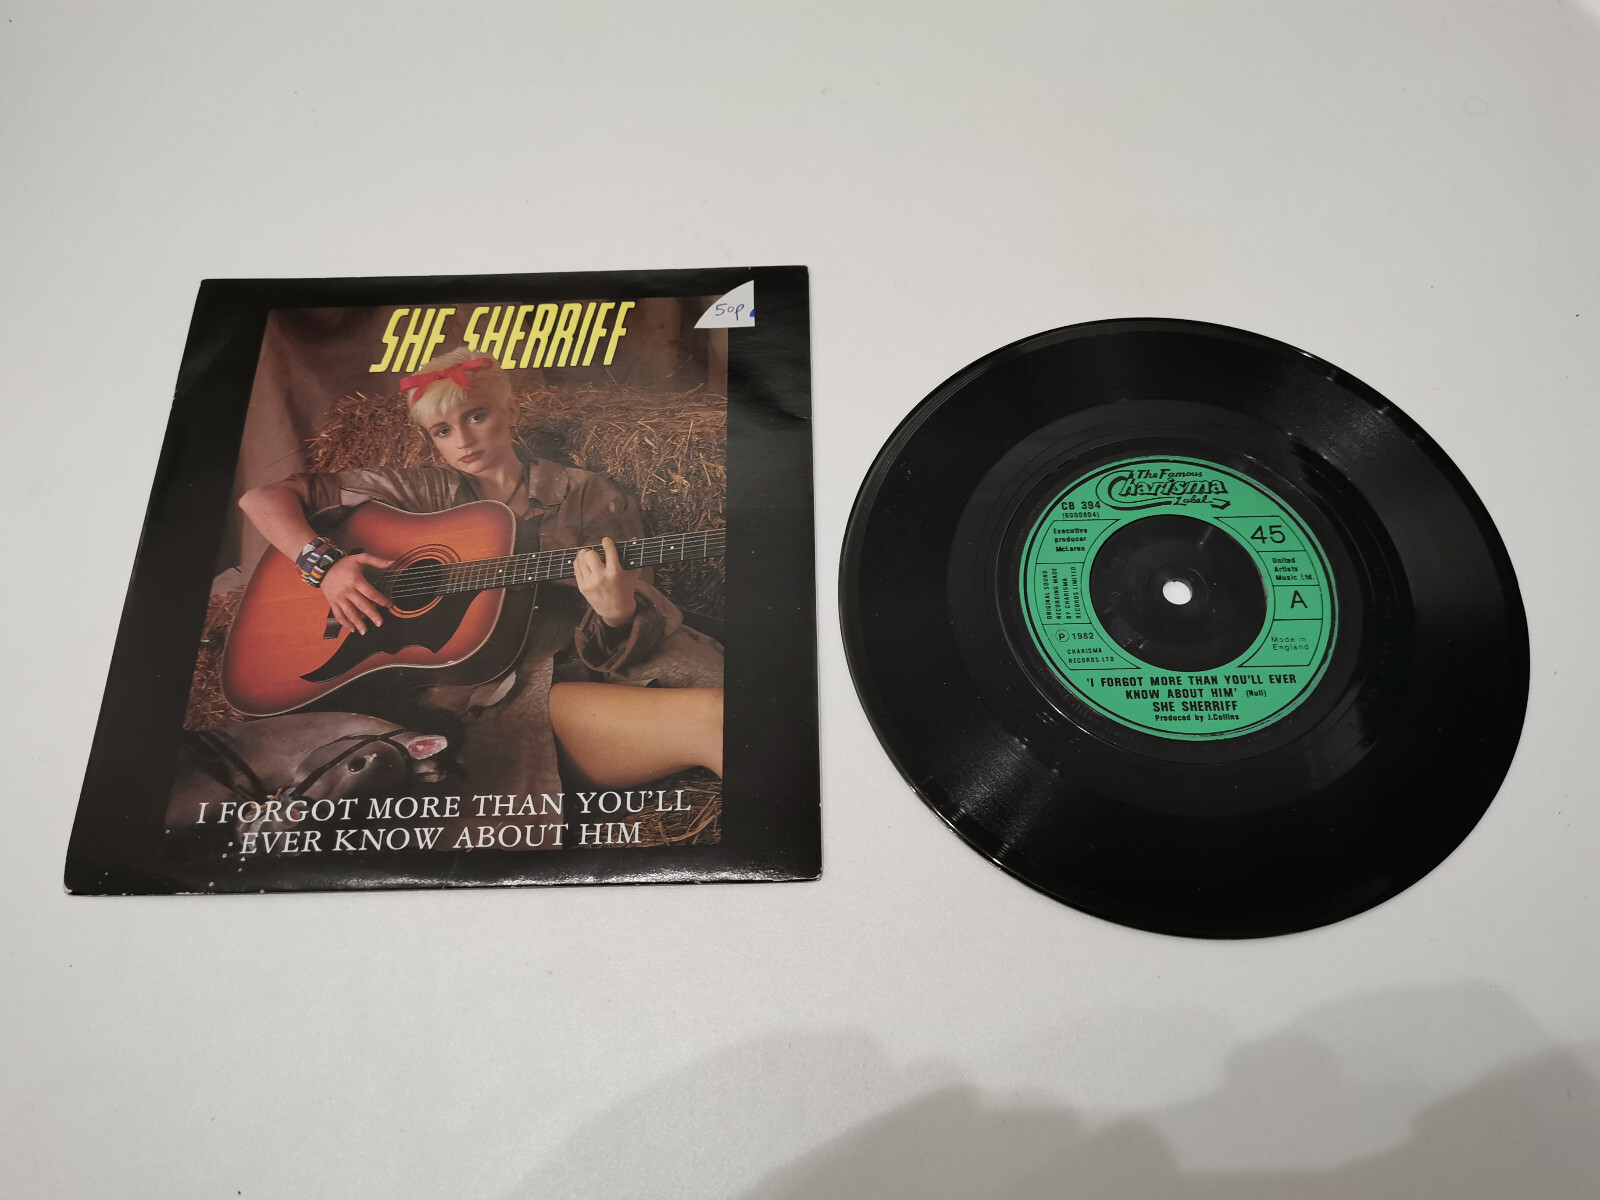 SHE SHERRIFF
50p
I FORGOT MORE THAN YOU'LL
EVER KNOW ABOUT HIM
The Famous
Charisma
Label
CB 394
(6000884)
Executive
producer
McLaren
ORIGINAL SOUND
RECORDING MADE
BY CHARISMA
RECORDS LIMITED
℗ 1982
CHARISMA
RECORDS LTD
45
United
Artists
Music Ltd.
A
Made in
England
'I FORGOT MORE THAN YOU'LL EVER
KNOW ABOUT HIM' (Null)
SHE SHERRIFF
Produced by J.Collins